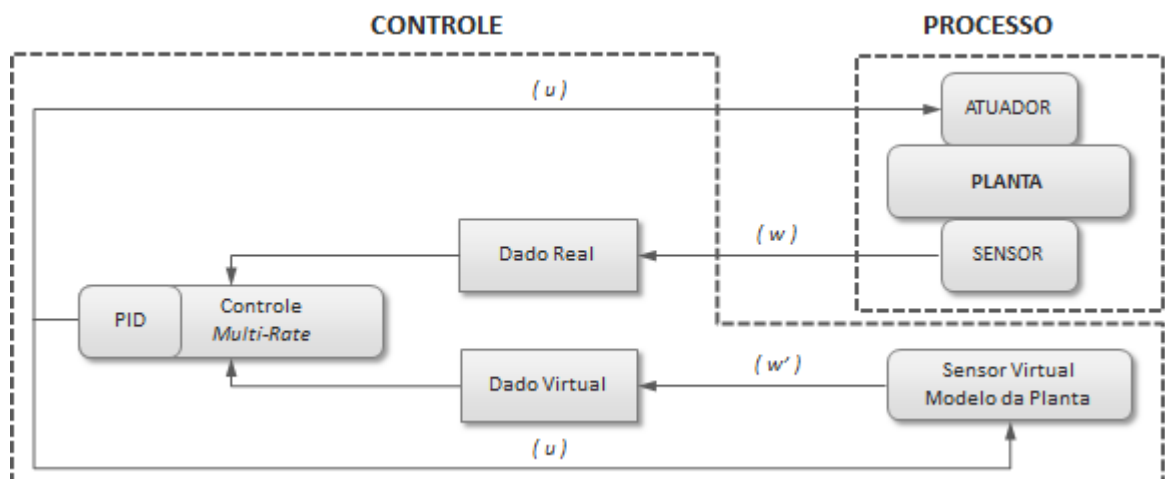 CONTROLE
PROCESSO
( u )
ATUADOR
PLANTA
( w )
Dado Real
SENSOR
PID
Controle
Multi-Rate
( w' )
Dado Virtual
Sensor Virtual
Modelo da Planta
( u )